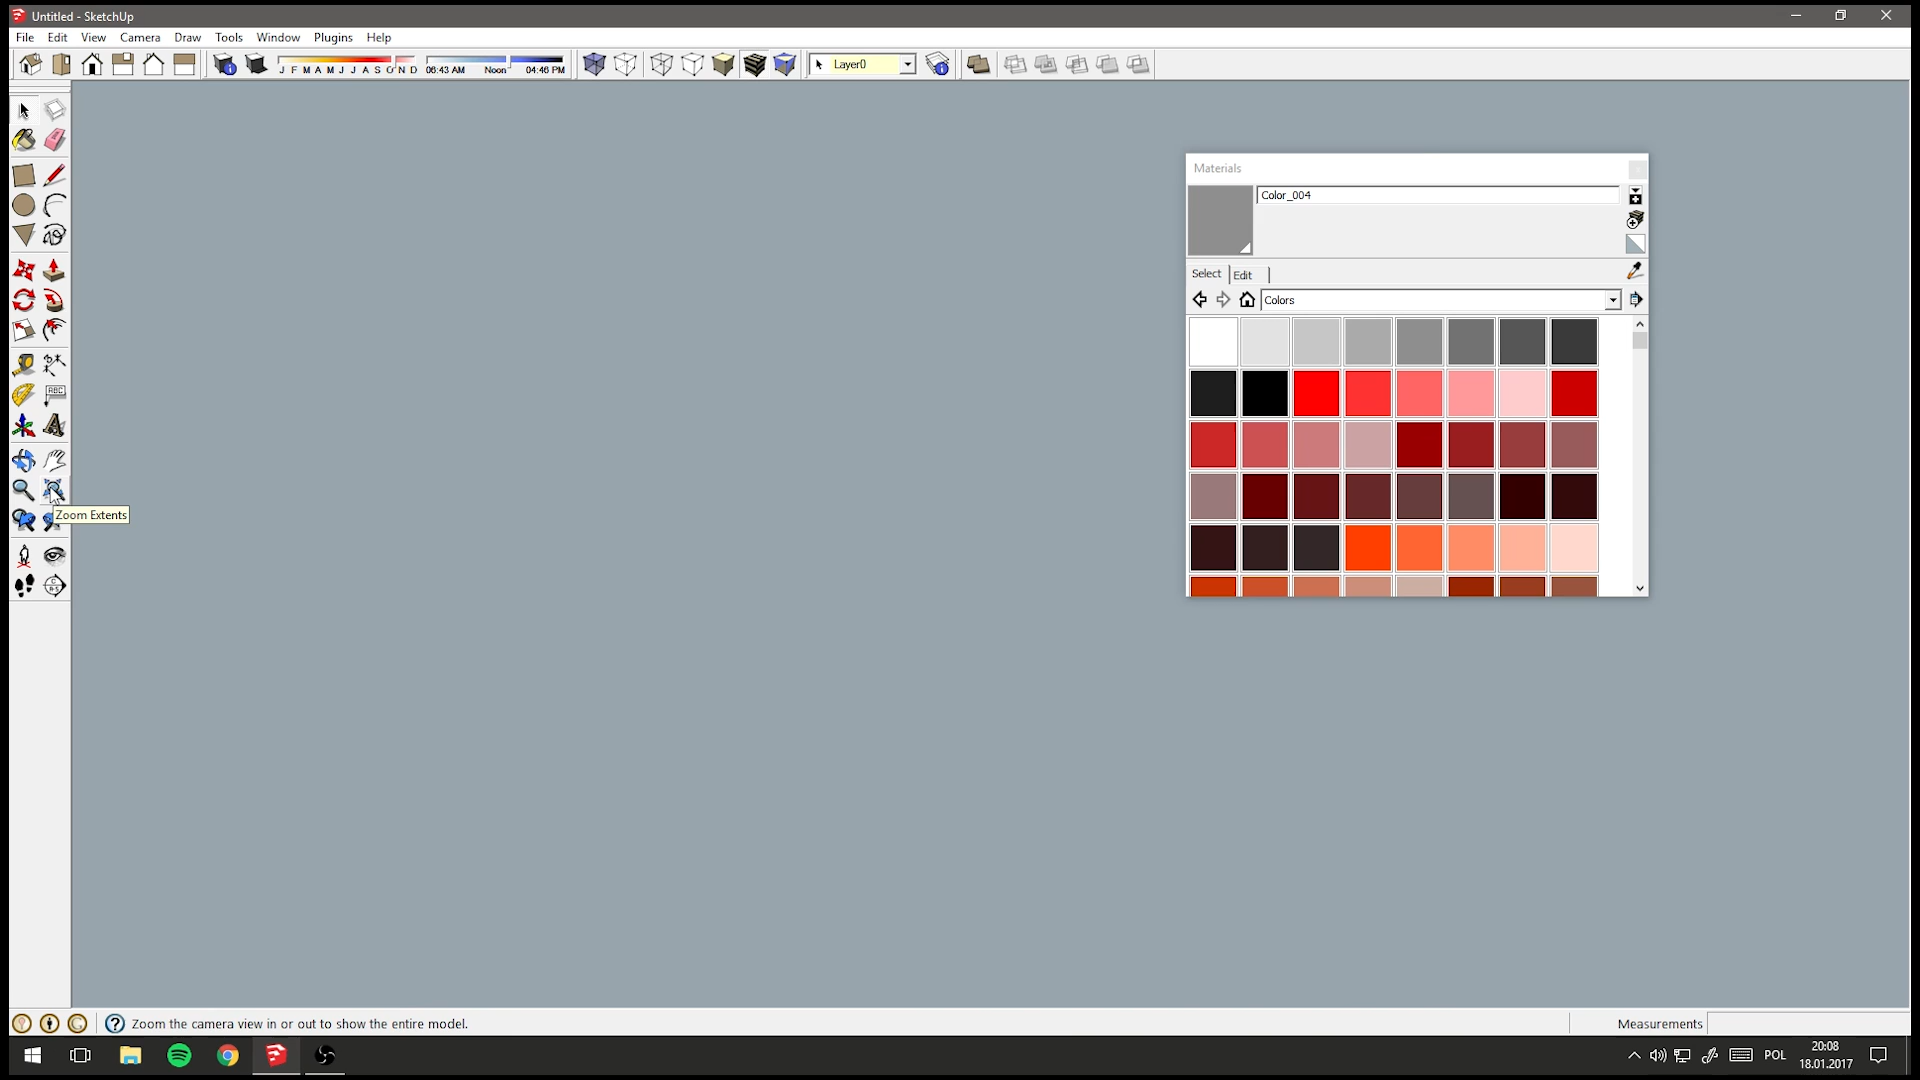 Untitled - SketchUp
File Edit View Camera Draw Tools Window Plugins Help
J F M A M J J A S O N D 06:43 AM Noon 04:46 PM Layer0
Materials
Color_004
Select Edit
Colors
ABC
Zoom Extents
Zoom the camera view in or out to show the entire model.
Measurements
POL
20:08
18.01.2017